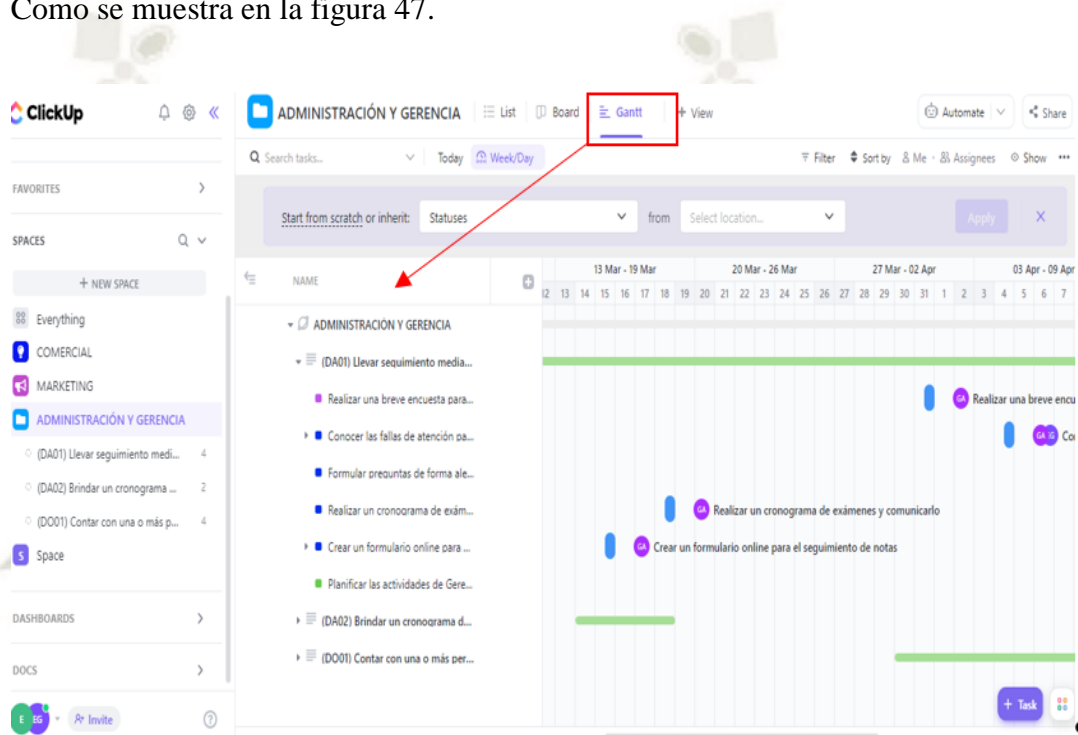 Como se muestra en la figura 47.
ClickUp
ADMINISTRACIÓN Y GERENCIA
List
Board
Gantt
+ View
Automate
Share
Search tasks...
Today
Week/Day
Filter
Sort by
Me
Assignees
Show
FAVORITES
SPACES
+ NEW SPACE
Everything
COMERCIAL
MARKETING
ADMINISTRACIÓN Y GERENCIA
(DA01) Llevar seguimiento medi... 4
(DA02) Brindar un cronograma ... 2
(DO01) Contar con una o más p... 4
S Space
DASHBOARDS
DOCS
E EG Invite
Start from scratch or inherit: Statuses from Select location... Apply X
NAME
13 Mar - 19 Mar 20 Mar - 26 Mar 27 Mar - 02 Apr 03 Apr - 09 Apr
12 13 14 15 16 17 18 19 20 21 22 23 24 25 26 27 28 29 30 31 1 2 3 4 5 6 7
ADMINISTRACIÓN Y GERENCIA
(DA01) Llevar seguimiento media...
Realizar una breve encuesta para...
GA Realizar una breve encu
Conocer las fallas de atención pa...
GA Co
Formular preguntas de forma ale...
Realizar un cronograma de exám...
GA Realizar un cronograma de exámenes y comunicarlo
Crear un formulario online para ...
GA Crear un formulario online para el seguimiento de notas
Planificar las actividades de Gere...
(DA02) Brindar un cronograma d...
(DO01) Contar con una o más per...
+ Task